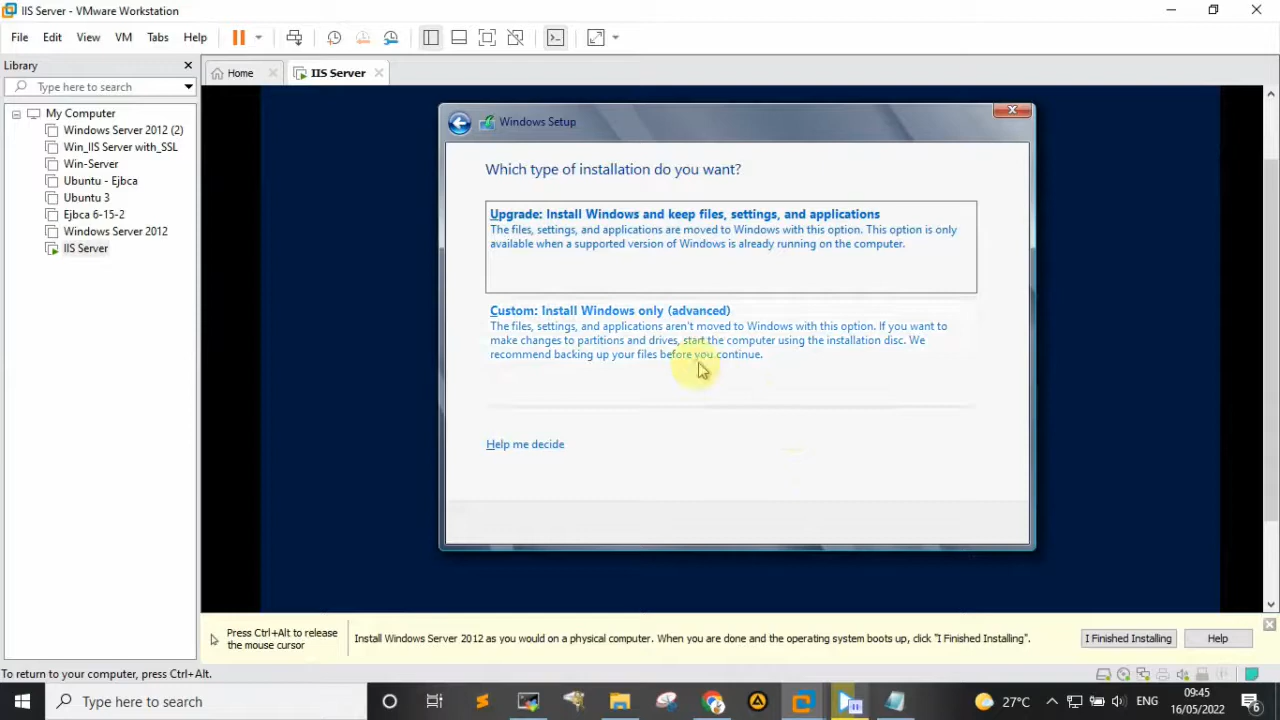 IIS Server - VMware Workstation
File Edit View VM Tabs Help
Library
Type here to search
My Computer
Windows Server 2012 (2)
Win_IIS Server with_SSL
Win-Server
Ubuntu - Ejbca
Ubuntu 3
Ejbca 6-15-2
Windows Server 2012
IIS Server
Home
IIS Server
Windows Setup
Which type of installation do you want?
Upgrade: Install Windows and keep files, settings, and applications
The files, settings, and applications are moved to Windows with this option. This option is only
available when a supported version of Windows is already running on the computer.
Custom: Install Windows only (advanced)
The files, settings, and applications aren't moved to Windows with this option. If you want to
make changes to partitions and drives, start the computer using the installation disc. We
recommend backing up your files before you continue.
Help me decide
Press Ctrl+Alt to release
the mouse cursor
Install Windows Server 2012 as you would on a physical computer. When you are done and the operating system boots up, click "I Finished Installing".
I Finished Installing
Help
To return to your computer, press Ctrl+Alt.
Type here to search
27°C
ENG
09:45
16/05/2022
6